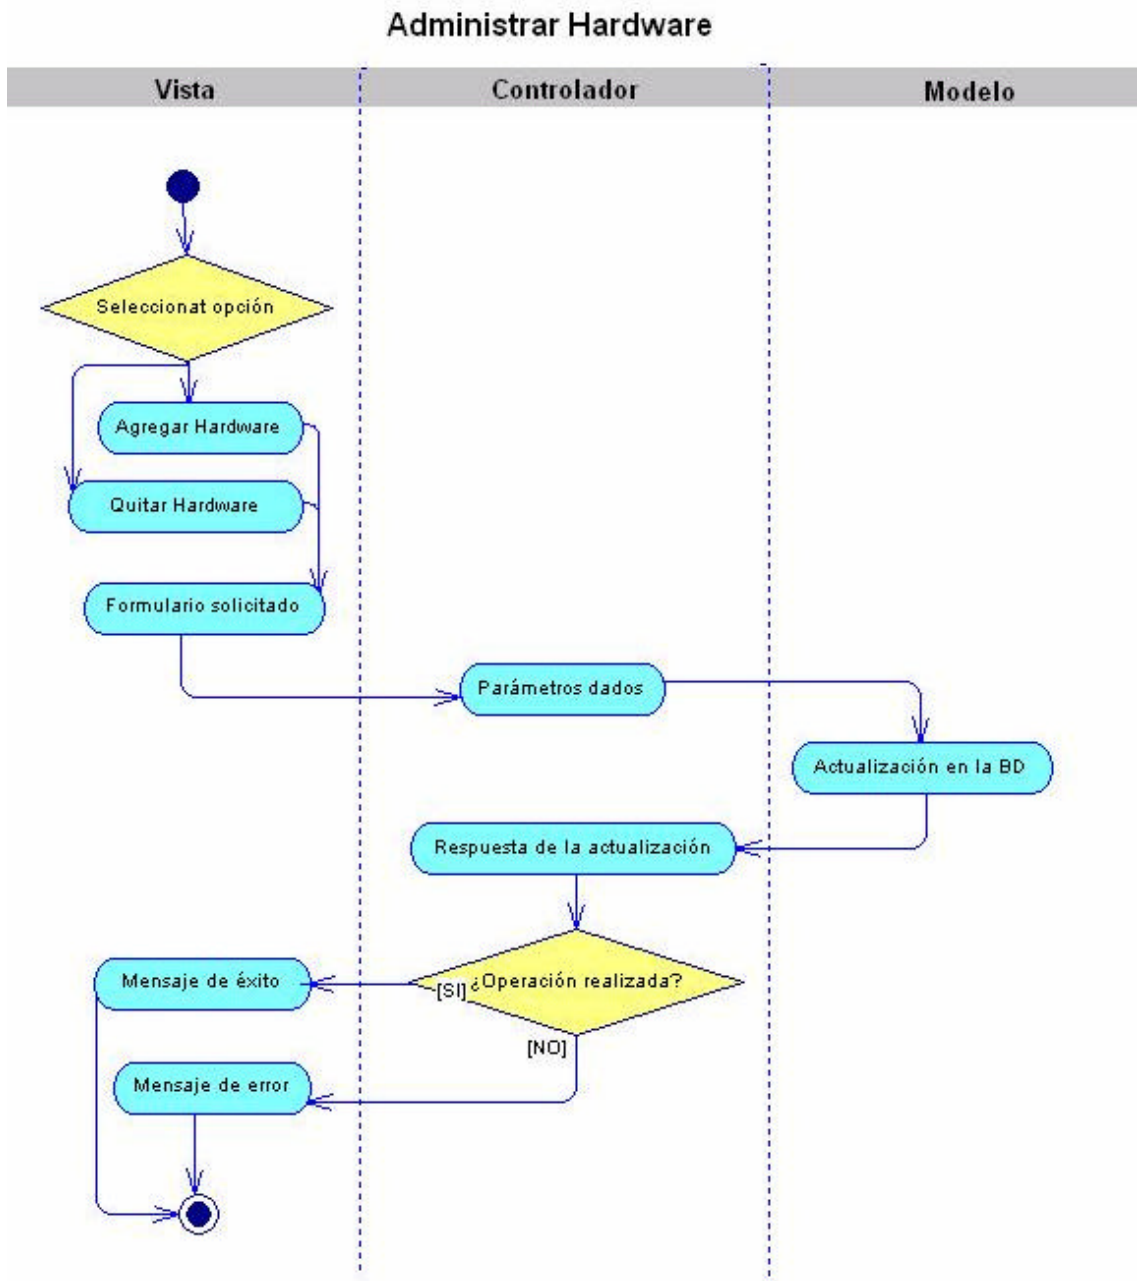 Administrar Hardware
Vista
Controlador
Modelo
Seleccionat opción
Agregar Hardware
Quitar Hardware
Formulario solicitado
Parámetros dados
Actualización en la BD
Respuesta de la actualización
¿Operación realizada?
[SI]
Mensaje de éxito
[NO]
Mensaje de error